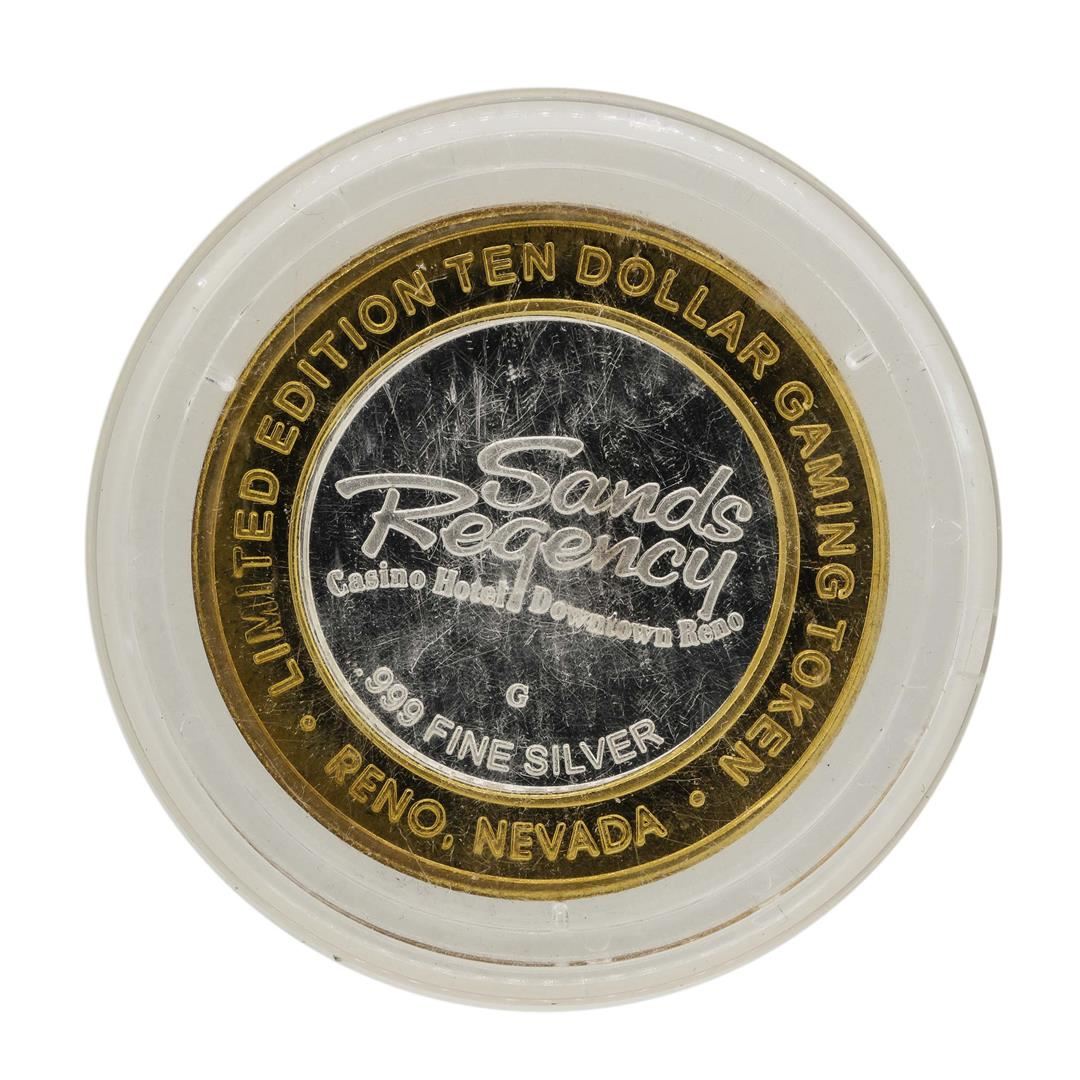 LIMITED EDITION TEN DOLLAR GAMING TOKEN
Sands
Regency
Casino Hotel Downtown Reno
G
.999 FINE SILVER
• RENO, NEVADA •